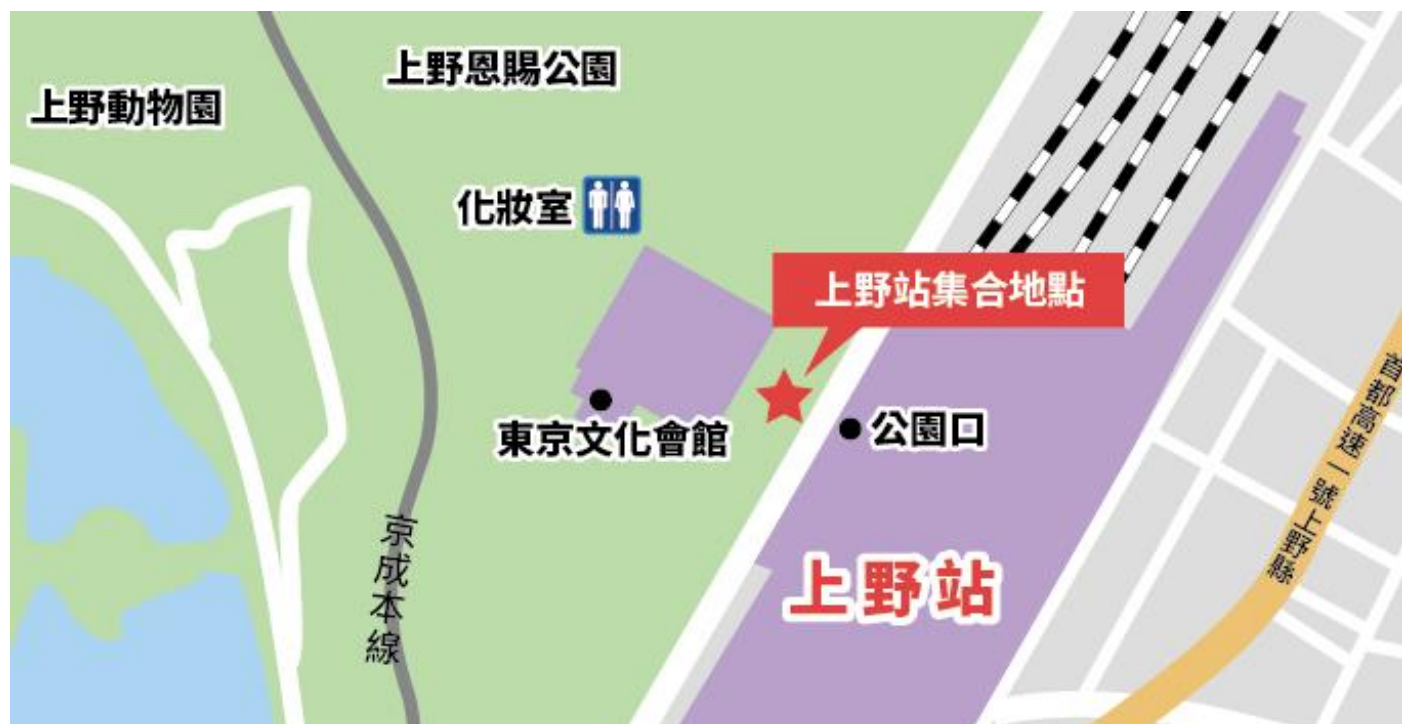 上野恩賜公園
上野動物園
化妝室
上野站集合地點
東京文化會館
公園口
首都高速一號上野縣
京成本線
上野站